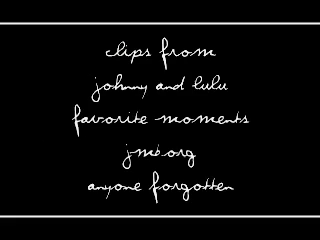 clips from
johnny and lulu
favorite moments
jmb.org
anyone forgotten